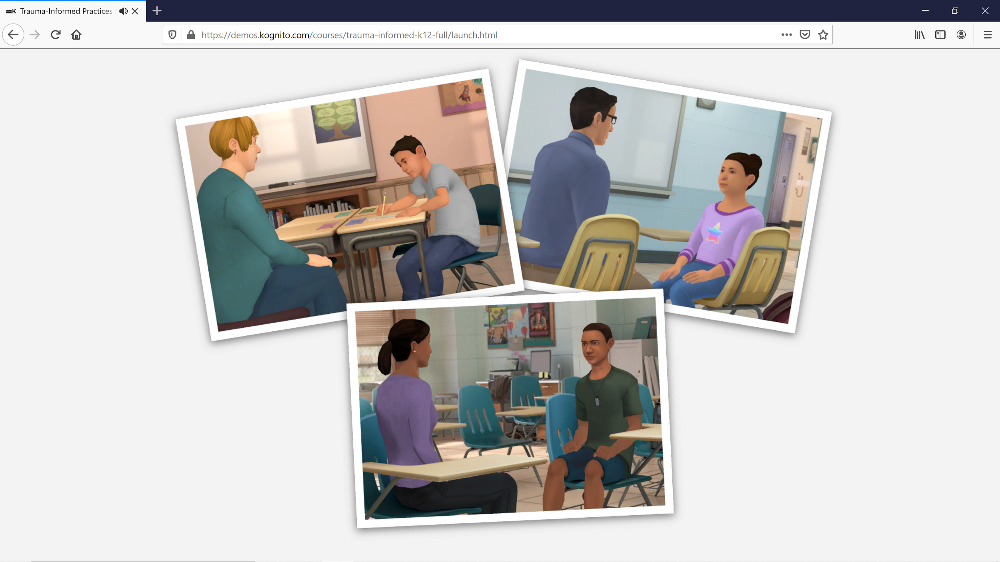 Trauma-Informed Practices f
https://demos.kognito.com/courses/trauma-informed-k12-full/launch.html